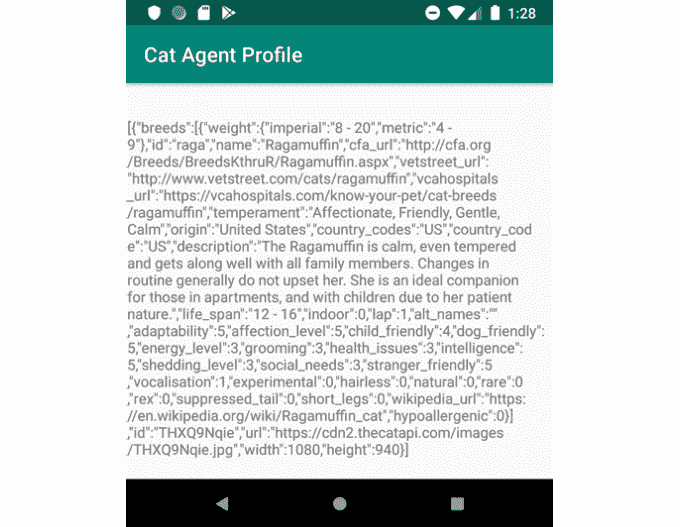 1:28
Cat Agent Profile
[{"breeds":[{"weight":{"imperial":"8 - 20","metric":"4 -
9"},"id":"raga","name":"Ragamuffin","cfa_url":"http://cfa.org
/Breeds/BreedsKthruR/Ragamuffin.aspx","vetstreet_url":
"http://www.vetstreet.com/cats/ragamuffin","vcahospitals
_url":"https://vcahospitals.com/know-your-pet/cat-breeds
/ragamuffin","temperament":"Affectionate, Friendly, Gentle,
Calm","origin":"United States","country_codes":"US","country_cod
e":"US","description":"The Ragamuffin is calm, even tempered
and gets along well with all family members. Changes in
routine generally do not upset her. She is an ideal companion
for those in apartments, and with children due to her patient
nature.","life_span":"12 - 16","indoor":0,"lap":1,"alt_names":""
,"adaptability":5,"affection_level":5,"child_friendly":4,"dog_friendly":
5,"energy_level":3,"grooming":3,"health_issues":3,"intelligence":
5,"shedding_level":3,"social_needs":3,"stranger_friendly":5
,"vocalisation":1,"experimental":0,"hairless":0,"natural":0,"rare":0
,"rex":0,"suppressed_tail":0,"short_legs":0,"wikipedia_url":"https:
//en.wikipedia.org/wiki/Ragamuffin_cat","hypoallergenic":0}]
,"id":"THXQ9Nqie","url":"https://cdn2.thecatapi.com/images
/THXQ9Nqie.jpg","width":1080,"height":940}]